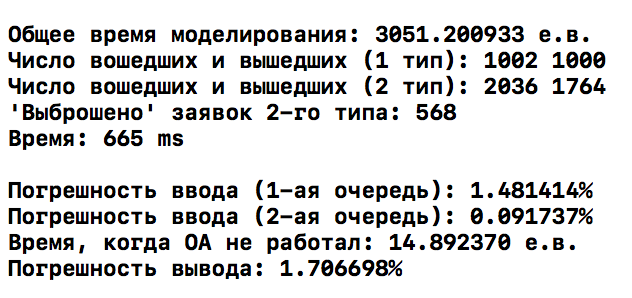 Общее время моделирования: 3051.200933 е.в.
Число вошедших и вышедших (1 тип): 1002 1000
Число вошедших и вышедших (2 тип): 2036 1764
'Выброшено' заявок 2-го типа: 568
Время: 665 ms
Погрешность ввода (1-ая очередь): 1.481414%
Погрешность ввода (2-ая очередь): 0.091737%
Время, когда ОА не работал: 14.892370 е.в.
Погрешность вывода: 1.706698%